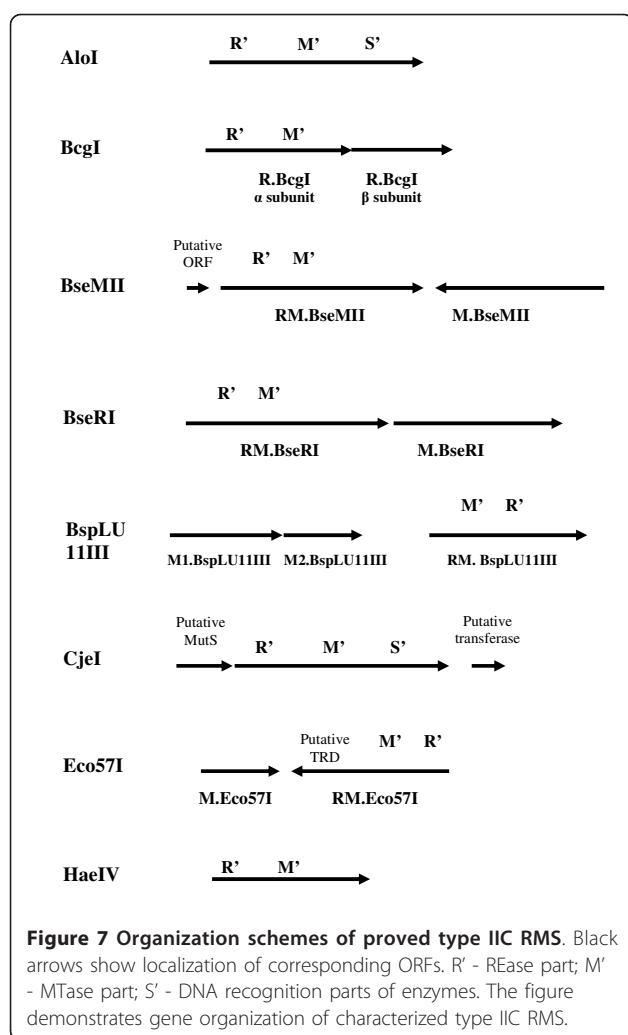 R’ M’ S’
AloI
R’ M’
BcgI
R.BcgI R.BcgI
α subunit β subunit
Putative
ORF
R’ M’
BseMII
RM.BseMII M.BseMII
R’ M’
BseRI
RM.BseRI M.BseRI
M’ R’
BspLU
11III
M1.BspLU11III M2.BspLU11III RM. BspLU11III
Putative
MutS
Putative
transferase
R’ M’ S’
CjeI
Putative
TRD
M’ R’
Eco57I
M.Eco57I RM.Eco57I
R’ M’
HaeIV
Figure 7 Organization schemes of proved type IIC RMS. Black
arrows show localization of corresponding ORFs. R’ - REase part; M’
- MTase part; S’ - DNA recognition parts of enzymes. The figure
demonstrates gene organization of characterized type IIC RMS.